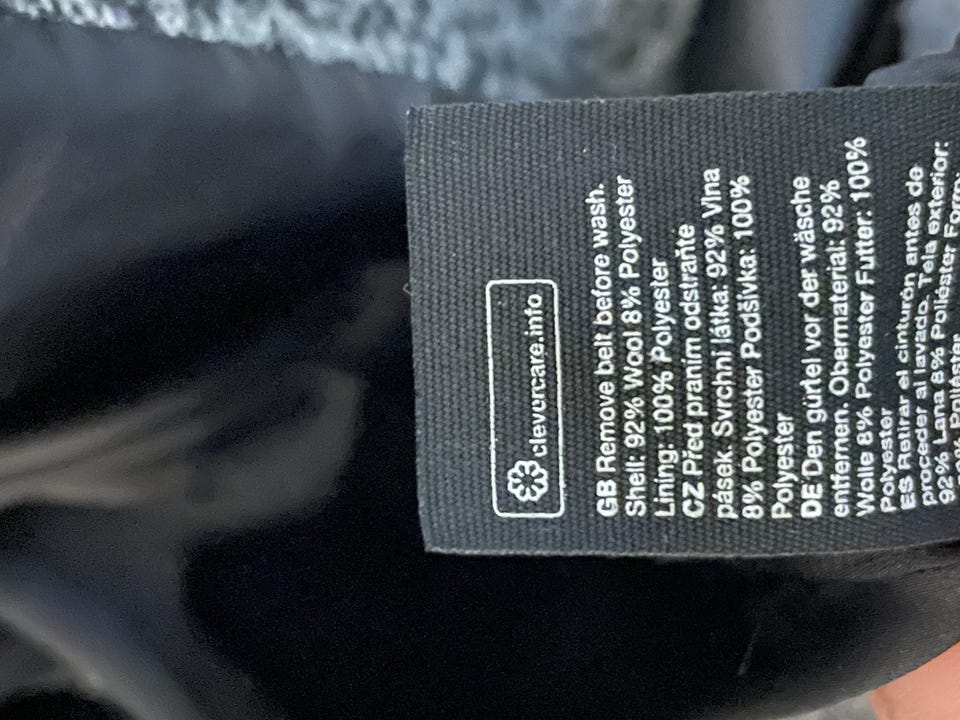 clevercare.info
GB Remove belt before wash.
Shell: 92% Wool 8% Polyester
Lining: 100% Polyester
CZ Před praním odstraňte
pásek. Svrchní látka: 92% Vlna
8% Polyester Podšívka: 100%
Polyester
DE Den gürtel vor der wäsche
entfernen. Obermaterial: 92%
Wolle 8% Polyester Futter: 100%
Polyester
ES Retirar el cinturón antes de
proceder al lavado. Tela exterior:
92% Lana 8% Poliéster Forro:
Poliéster